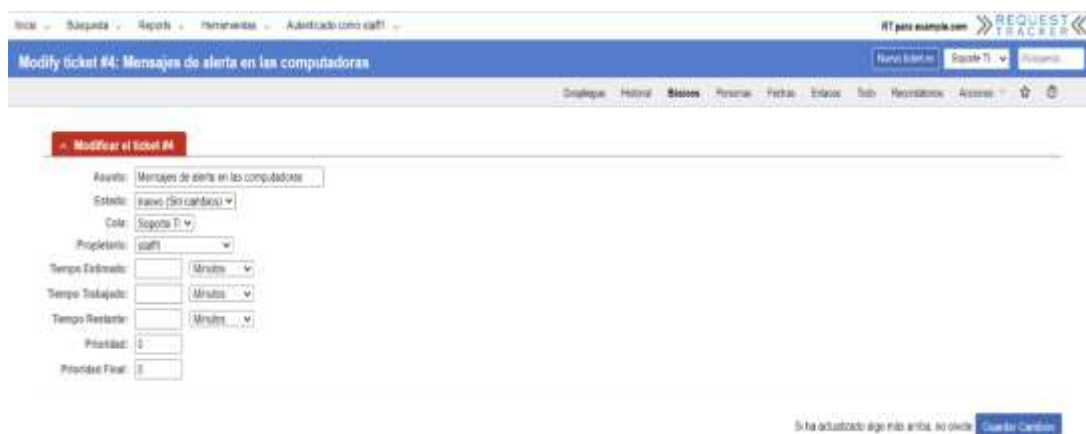 Inicio Búsqueda Reports Herramientas Autenticado como staff1
RT para example.com
REQUEST TRACKER
Modify ticket #4: Mensajes de alerta en las computadoras
Nuevo ticket en
Soporte TI
Búsqueda
Despliegue Historial Básicos Personas Fechas Enlaces Todo Recordatorios Acciones
Modificar el ticket #4
Asunto: Mensajes de alerta en las computadoras
Estado: nuevo (Sin cambios)
Cola: Soporte TI
Propietario: staff1
Tiempo Estimado: Minutos
Tiempo Trabajado: Minutos
Tiempo Restante: Minutos
Prioridad: 0
Prioridad Final: 0
Si ha actualizado algo más arriba, no olvide Guardar Cambios